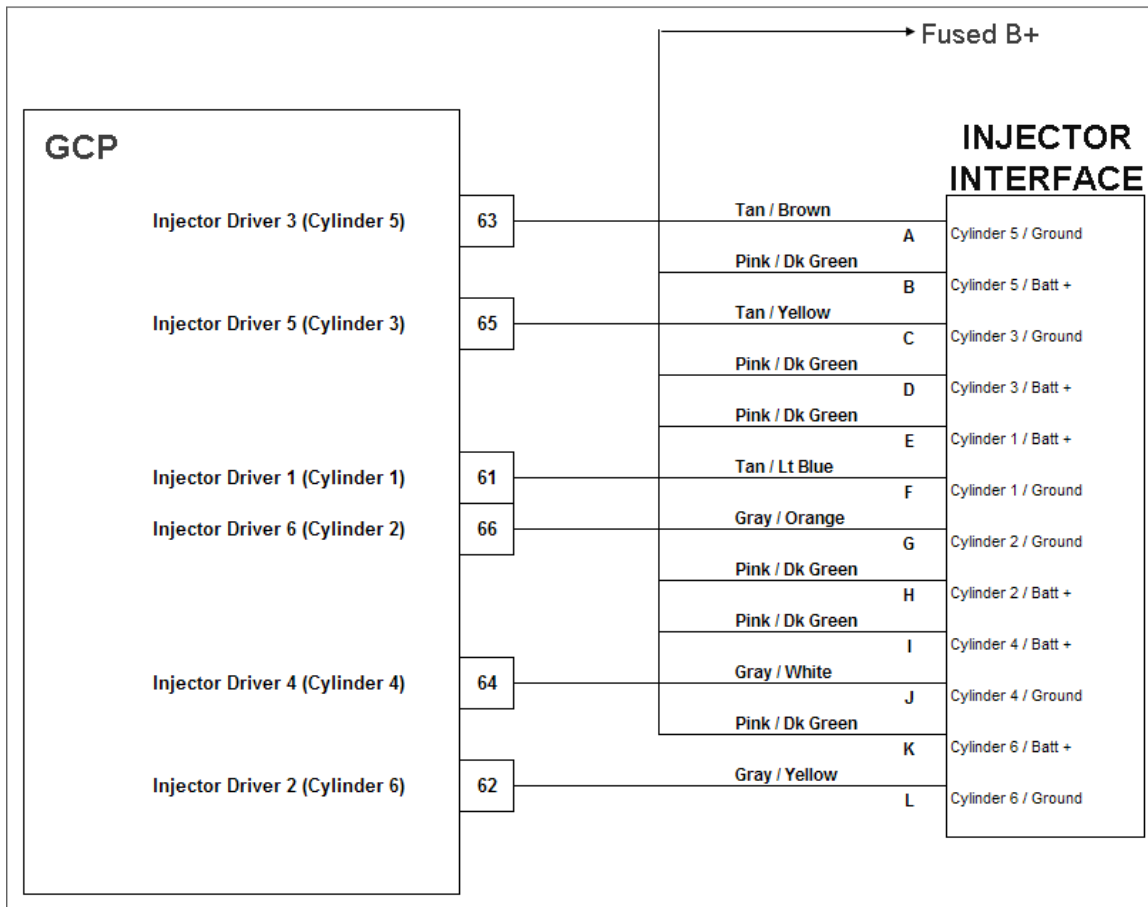 Fused B+
GCP
INJECTOR
INTERFACE
Injector Driver 3 (Cylinder 5)
63
Tan / Brown
A
Cylinder 5 / Ground
Pink / Dk Green
B
Cylinder 5 / Batt +
Injector Driver 5 (Cylinder 3)
65
Tan / Yellow
C
Cylinder 3 / Ground
Pink / Dk Green
D
Cylinder 3 / Batt +
Pink / Dk Green
E
Cylinder 1 / Batt +
Injector Driver 1 (Cylinder 1)
61
Tan / Lt Blue
F
Cylinder 1 / Ground
Injector Driver 6 (Cylinder 2)
66
Gray / Orange
G
Cylinder 2 / Ground
Pink / Dk Green
H
Cylinder 2 / Batt +
Pink / Dk Green
I
Cylinder 4 / Batt +
Injector Driver 4 (Cylinder 4)
64
Gray / White
J
Cylinder 4 / Ground
Pink / Dk Green
K
Cylinder 6 / Batt +
Injector Driver 2 (Cylinder 6)
62
Gray / Yellow
L
Cylinder 6 / Ground